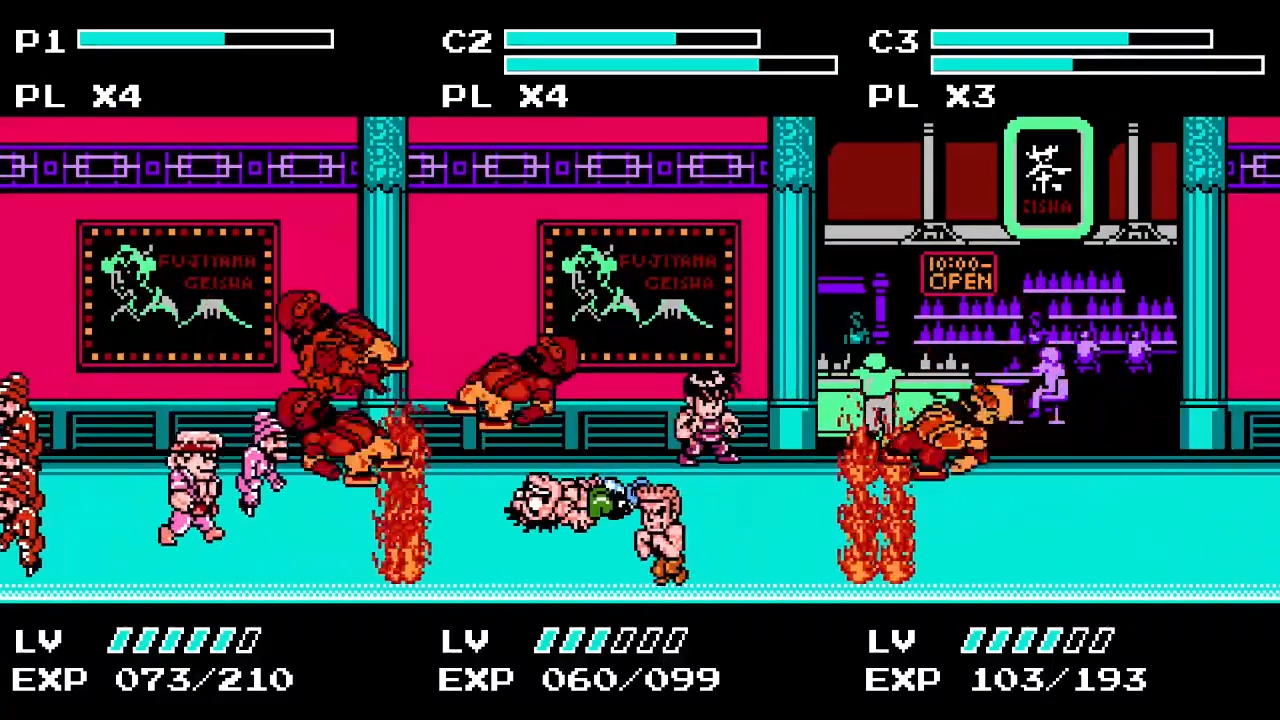 P1
C2
C3
PL X4
PL X4
PL X3
茶
FUJIYAMA
GEISHA
FUJIYAMA
GEISHA
10:00-
OPEN
LV
LV
LV
EXP 073/210
EXP 060/099
EXP 103/193